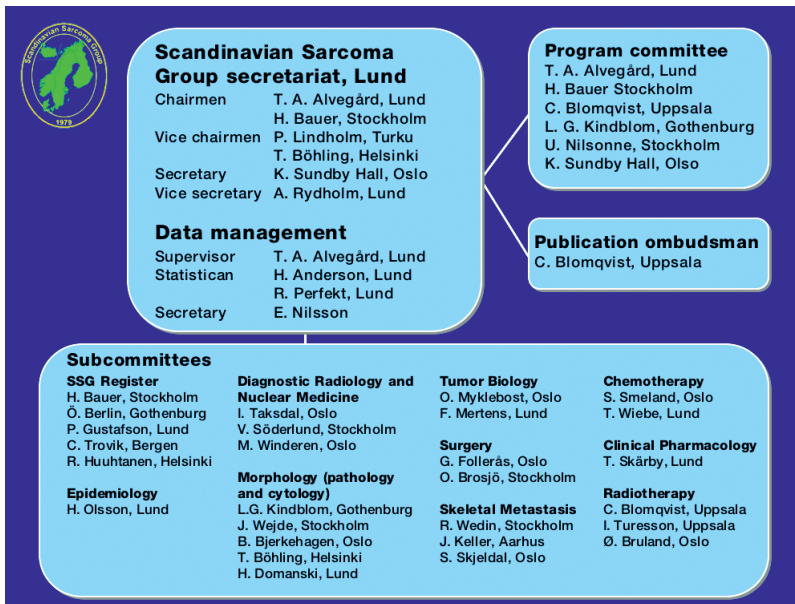 Scandinavian Sarcoma Group
1979
Scandinavian Sarcoma
Group secretariat, Lund
Chairmen T. A. Alvegård, Lund
H. Bauer, Stockholm
Vice chairmen P. Lindholm, Turku
T. Böhling, Helsinki
Secretary K. Sundby Hall, Oslo
Vice secretary A. Rydholm, Lund
Data management
Supervisor T. A. Alvegård, Lund
Statistican H. Anderson, Lund
R. Perfekt, Lund
Secretary E. Nilsson
Program committee
T. A. Alvegård, Lund
H. Bauer Stockholm
C. Blomqvist, Uppsala
L. G. Kindblom, Gothenburg
U. Nilsonne, Stockholm
K. Sundby Hall, Olso
Publication ombudsman
C. Blomqvist, Uppsala
Subcommittees
SSG Register
H. Bauer, Stockholm
Ö. Berlin, Gothenburg
P. Gustafson, Lund
C. Trovik, Bergen
R. Huuhtanen, Helsinki
Epidemiology
H. Olsson, Lund
Diagnostic Radiology and
Nuclear Medicine
I. Taksdal, Oslo
V. Söderlund, Stockholm
M. Winderen, Oslo
Morphology (pathology
and cytology)
L.G. Kindblom, Gothenburg
J. Wejde, Stockholm
B. Bjerkehagen, Oslo
T. Böhling, Helsinki
H. Domanski, Lund
Tumor Biology
O. Myklebost, Oslo
F. Mertens, Lund
Surgery
G. Follerås, Oslo
O. Brosjö, Stockholm
Skeletal Metastasis
R. Wedin, Stockholm
J. Keller, Aarhus
S. Skjeldal, Oslo
Chemotherapy
S. Smeland, Oslo
T. Wiebe, Lund
Clinical Pharmacology
T. Skärby, Lund
Radiotherapy
C. Blomqvist, Uppsala
I. Turesson, Uppsala
Ø. Bruland, Oslo